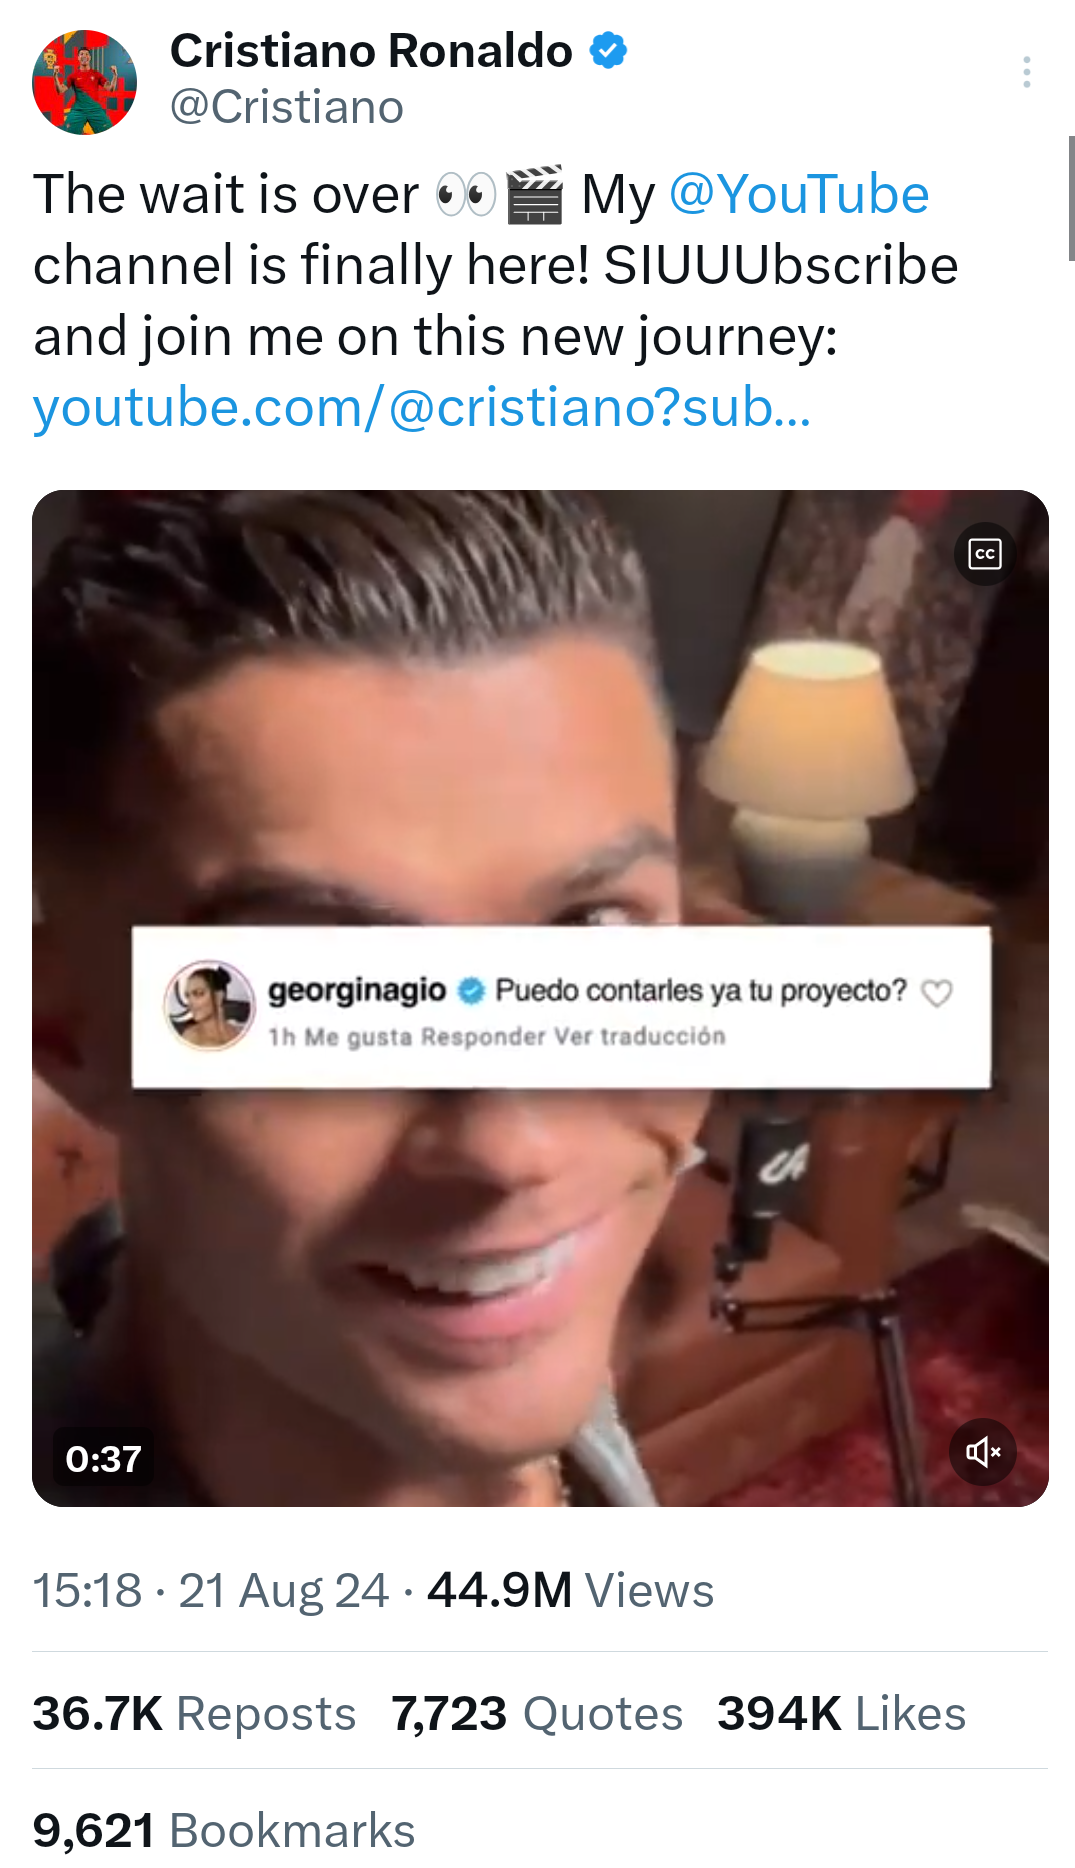 Cristiano Ronaldo
@Cristiano
The wait is over 👀🎬 My @YouTube
channel is finally here! SIUUUbscribe
and join me on this new journey:
youtube.com/@cristiano?sub...
CC
georginagio Puedo contarles ya tu proyecto?
1h Me gusta Responder Ver traducción
0:37
15:18 · 21 Aug 24 · 44.9M Views
36.7K Reposts 7,723 Quotes 394K Likes
9,621 Bookmarks